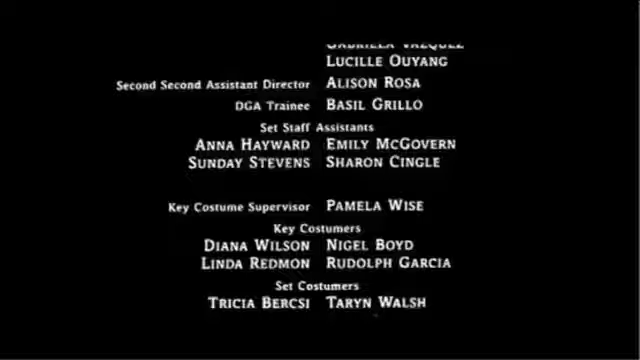 GABRIELLA VAZQUEZ
LUCILLE OUYANG
Second Second Assistant Director ALISON ROSA
DGA Trainee BASIL GRILLO
Set Staff Assistants
ANNA HAYWARD EMILY MCGOVERN
SUNDAY STEVENS SHARON CINGLE
Key Costume Supervisor PAMELA WISE
Key Costumers
DIANA WILSON NIGEL BOYD
LINDA REDMON RUDOLPH GARCIA
Set Costumers
TRICIA BERCSI TARYN WALSH